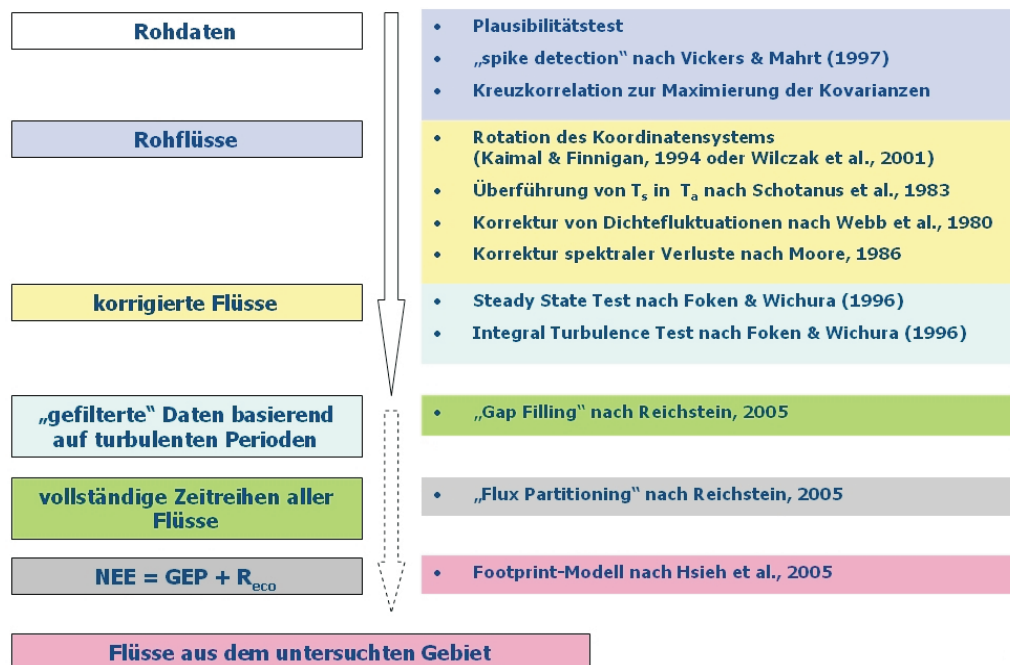 Rohdaten
• Plausibilitätstest
• „spike detection“ nach Vickers & Mahrt (1997)
• Kreuzkorrelation zur Maximierung der Kovarianzen
Rohflüsse
• Rotation des Koordinatensystems
(Kaimal & Finnigan, 1994 oder Wilczak et al., 2001)
• Überführung von Ts in Ta nach Schotanus et al., 1983
• Korrektur von Dichtefluktuationen nach Webb et al., 1980
• Korrektur spektraler Verluste nach Moore, 1986
korrigierte Flüsse
• Steady State Test nach Foken & Wichura (1996)
• Integral Turbulence Test nach Foken & Wichura (1996)
„gefilterte“ Daten basierend
auf turbulenten Perioden
• „Gap Filling“ nach Reichstein, 2005
vollständige Zeitreihen aller
Flüsse
• „Flux Partitioning“ nach Reichstein, 2005
NEE = GEP + Reco
• Footprint-Modell nach Hsieh et al., 2005
Flüsse aus dem untersuchten Gebiet